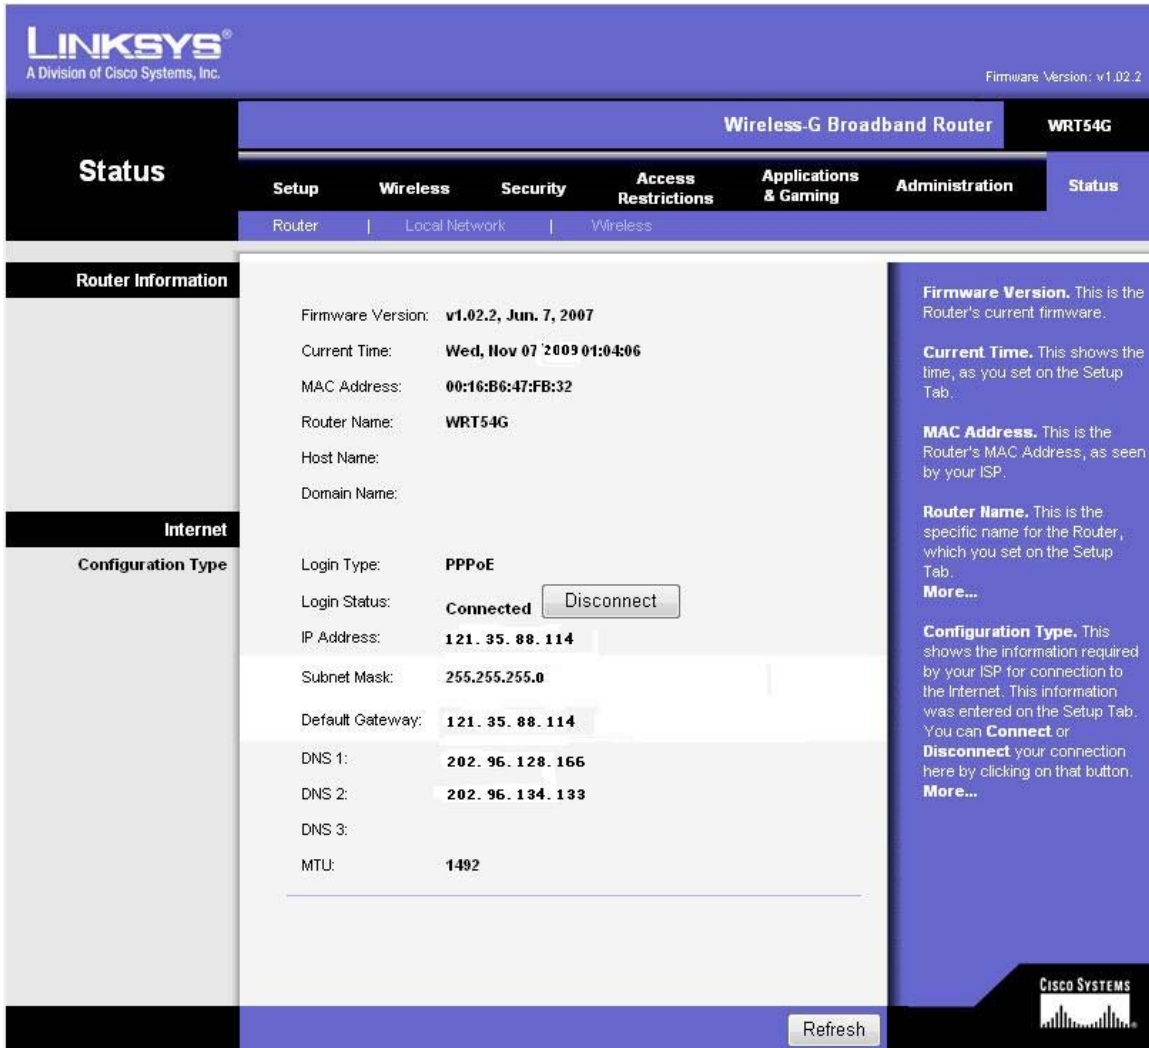 LINKSYS®
A Division of Cisco Systems, Inc.
Firmware Version: v1.02.2
Wireless-G Broadband Router
WRT54G
Status
Setup
Wireless
Security
Access Restrictions
Applications & Gaming
Administration
Status
Router | Local Network | Wireless
Router Information
Firmware Version: v1.02.2, Jun. 7, 2007
Current Time: Wed, Nov 07 2009 01:04:06
MAC Address: 00:16:B6:47:FB:32
Router Name: WRT54G
Host Name:
Domain Name:
Internet
Configuration Type
Login Type: PPPoE
Login Status: Connected Disconnect
IP Address: 121.35.88.114
Subnet Mask: 255.255.255.0
Default Gateway: 121.35.88.114
DNS 1: 202.96.128.166
DNS 2: 202.96.134.133
DNS 3:
MTU: 1492
Firmware Version. This is the
Router's current firmware.
Current Time. This shows the
time, as you set on the Setup
Tab.
MAC Address. This is the
Router's MAC Address, as seen
by your ISP.
Router Name. This is the
specific name for the Router,
which you set on the Setup
Tab.
More...
Configuration Type. This
shows the information required
by your ISP for connection to
the Internet. This information
was entered on the Setup Tab.
You can Connect or
Disconnect your connection
here by clicking on that button.
More...
Refresh
CISCO SYSTEMS